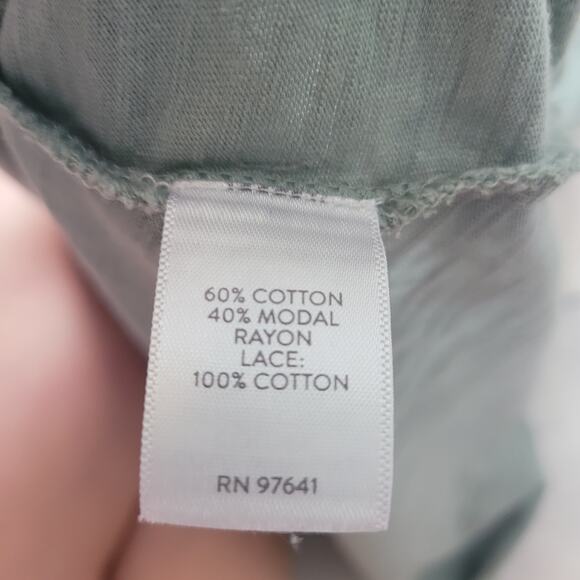 60% COTTON
40% MODAL
RAYON
LACE:
100% COTTON
RN 97641